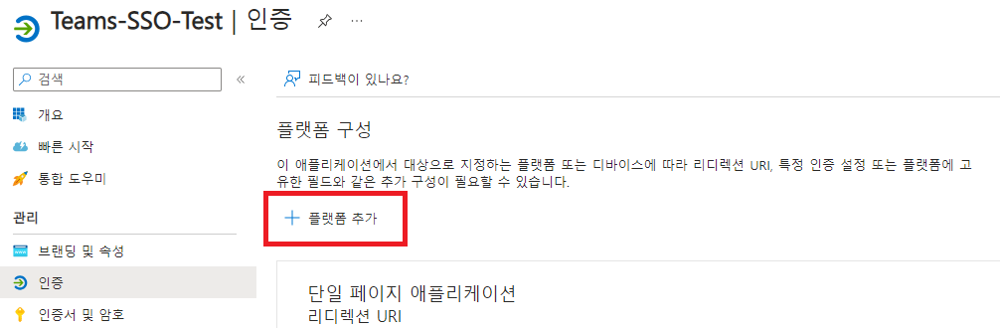 Teams-SSO-Test | 인증
검색
피드백이 있나요?
개요
빠른 시작
통합 도우미
관리
브랜딩 및 속성
인증
인증서 및 암호
플랫폼 구성
이 애플리케이션에서 대상으로 지정하는 플랫폼 또는 디바이스에 따라 리디렉션 URI, 특정 인증 설정 또는 플랫폼에 고
유한 필드와 같은 추가 구성이 필요할 수 있습니다.
플랫폼 추가
단일 페이지 애플리케이션
리디렉션 URI